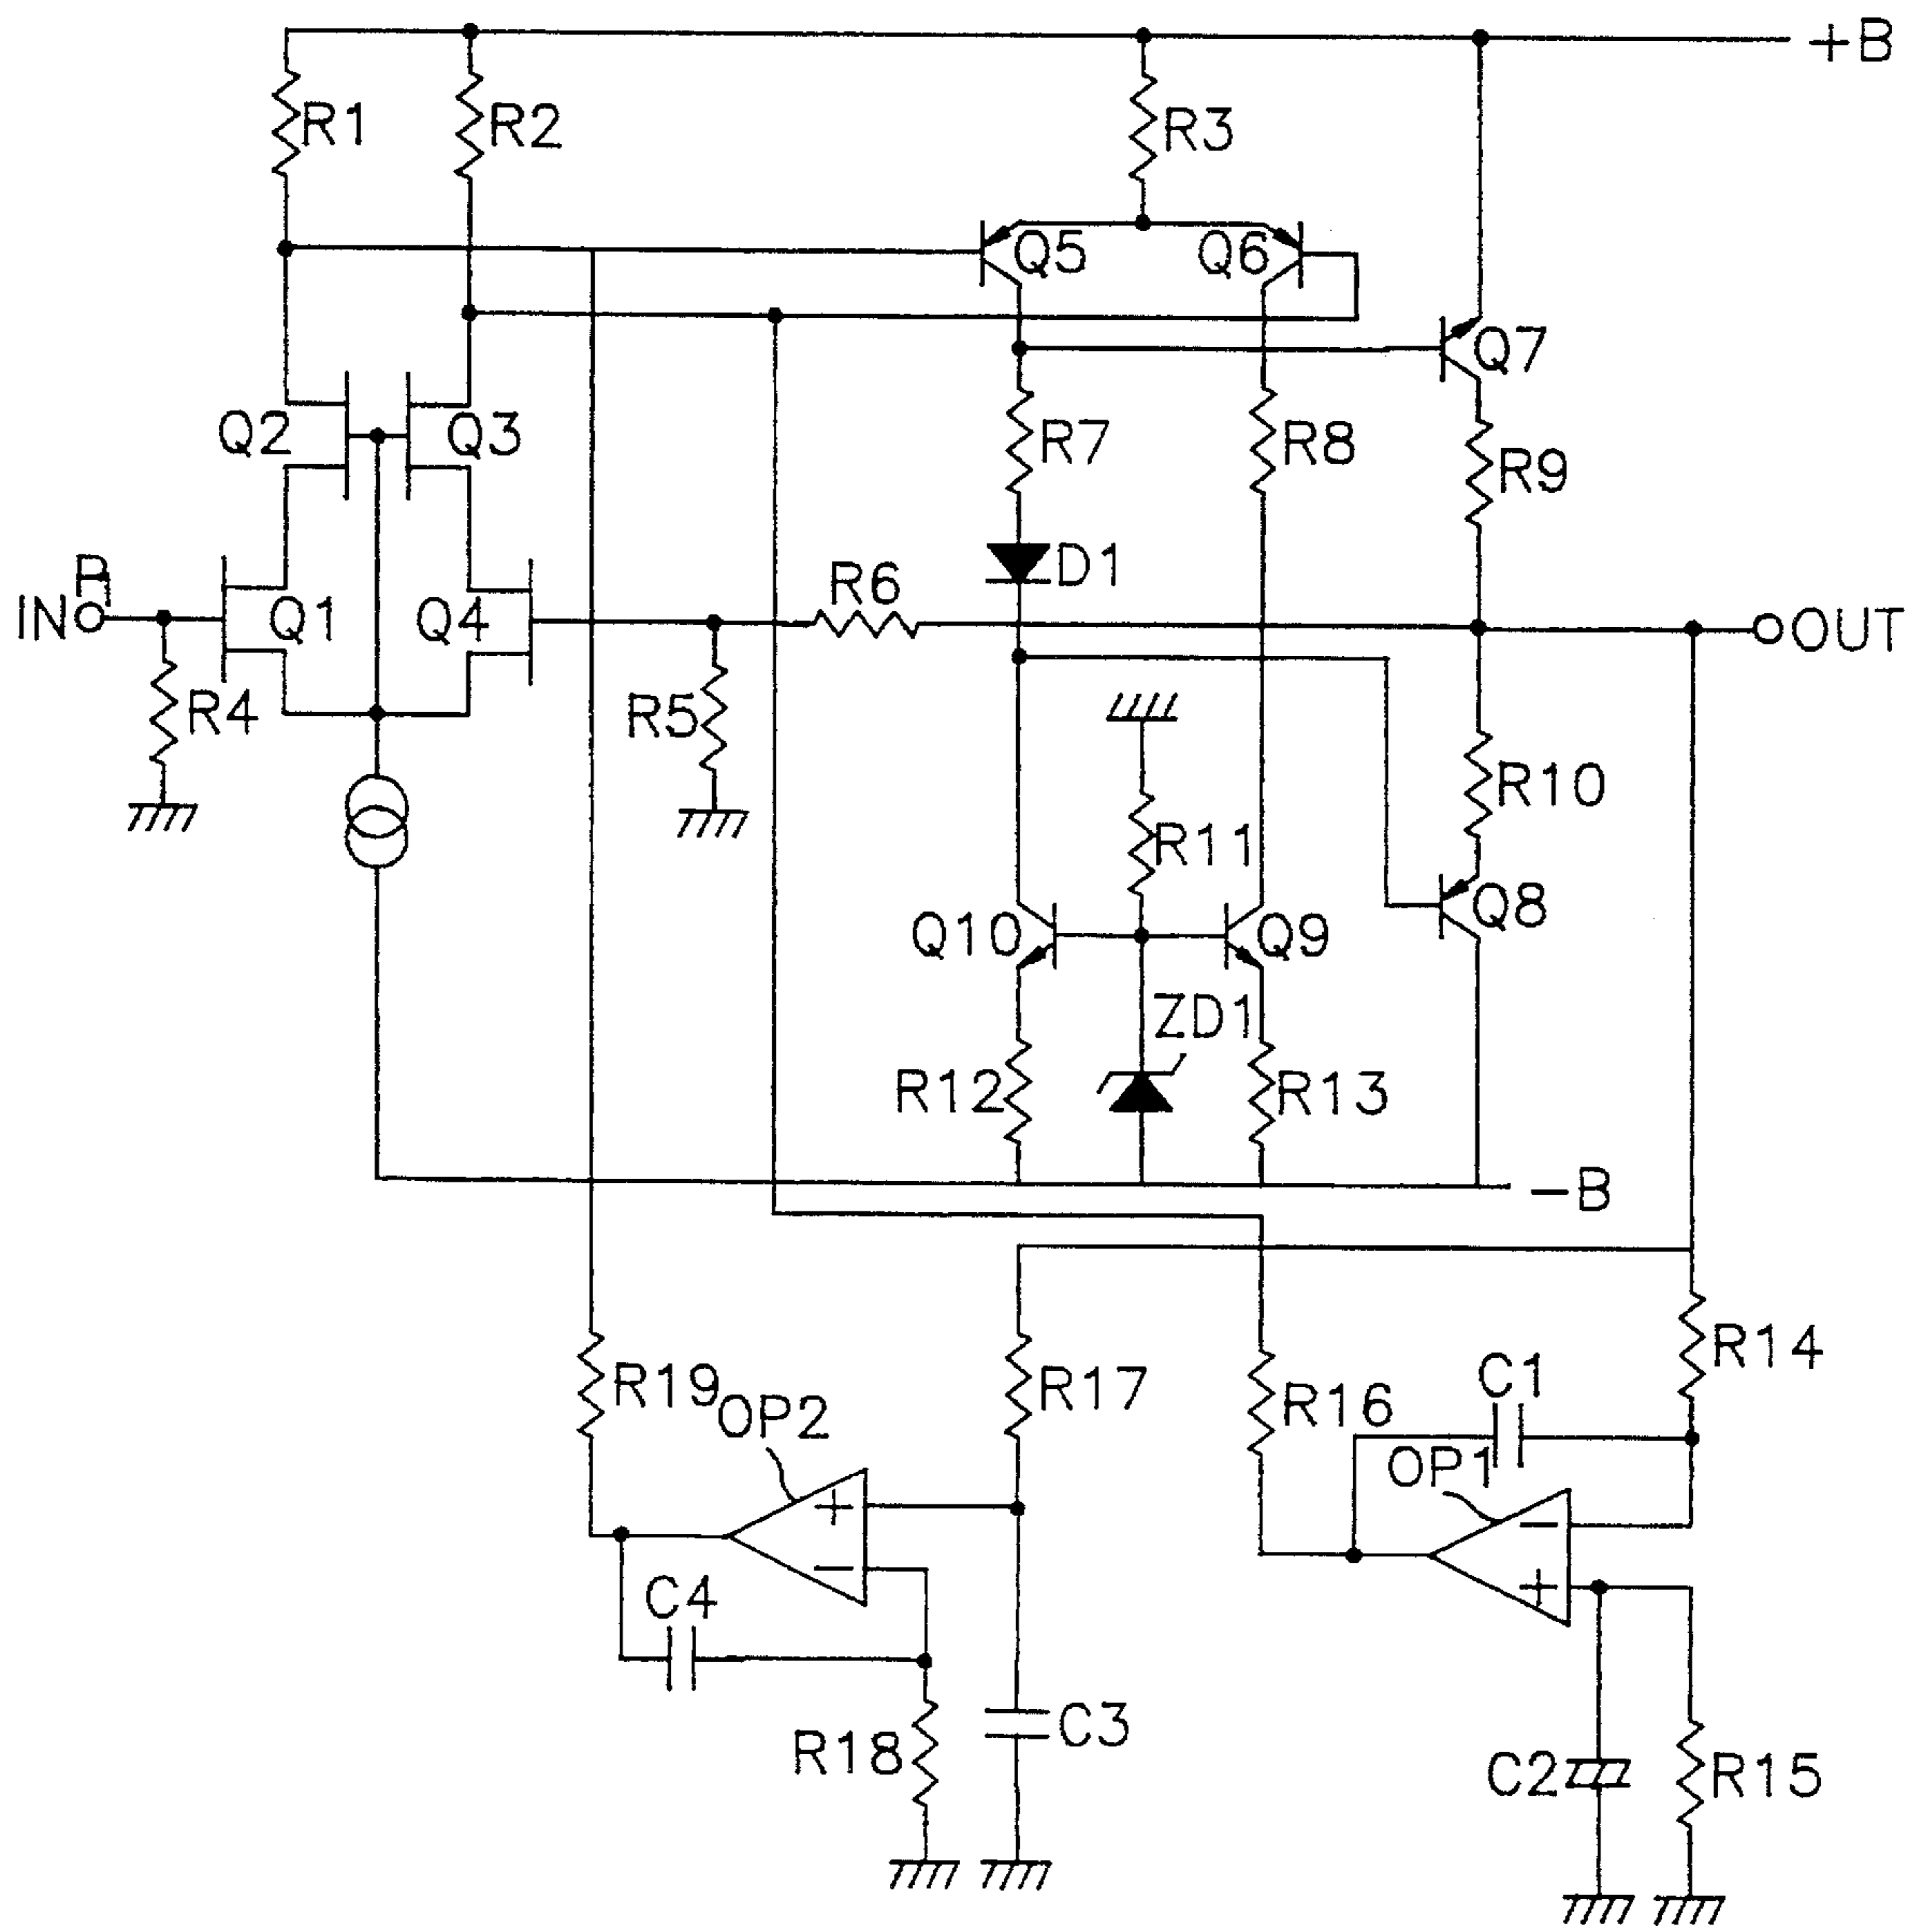 +B
R1
R2
R3
Q5
Q6
Q7
Q2
Q3
R7
R8
R9
P1
D1
R6
IN
Q1
Q4
OUT
R4
R5
R10
R11
Q8
Q10
Q9
ZD1
R12
R13
-B
R14
R19
R17
C1
R16
OP2
OP1
C4
C3
R18
C2
R15
+
-
-
+